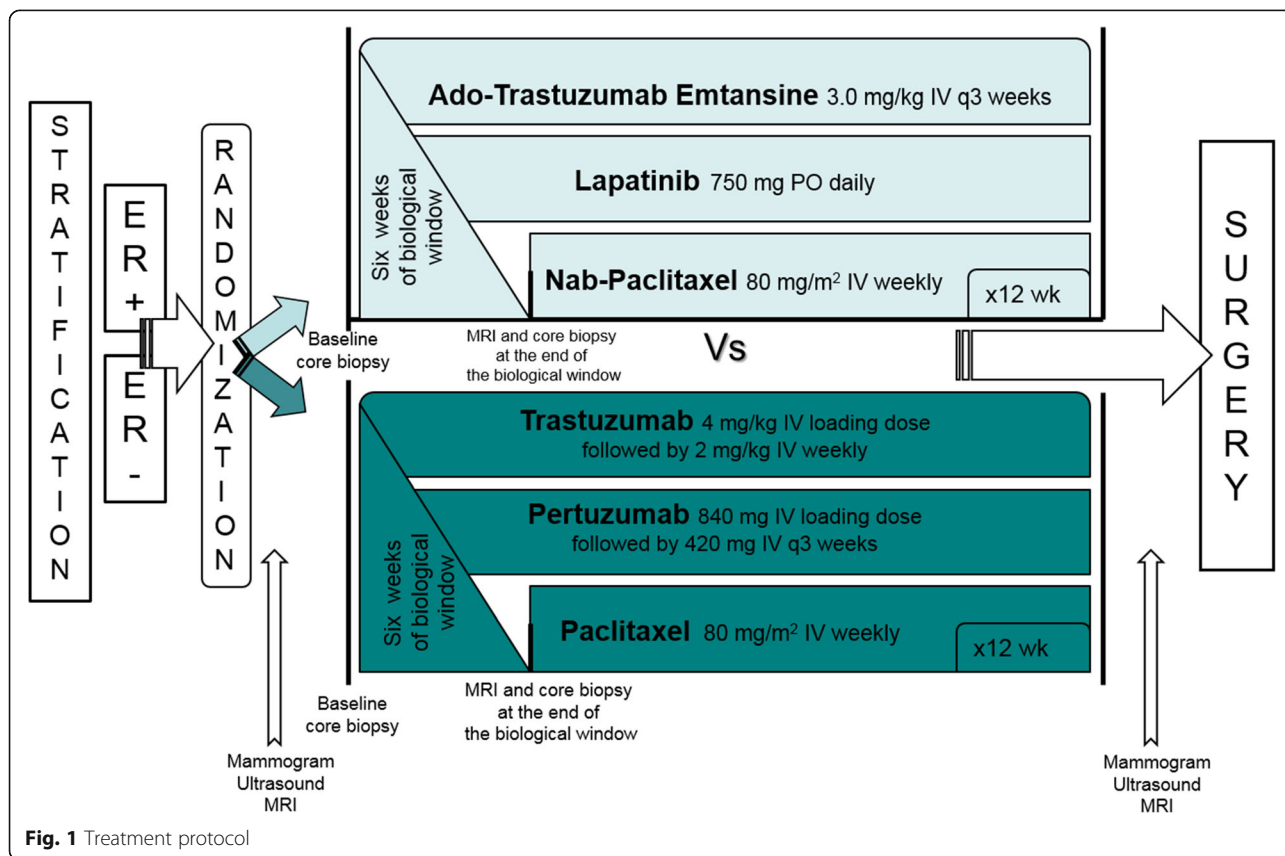 STRATIFICATION
ER+
ER-
RANDOMIZATION
Baseline
core biopsy
Six weeks
of biological
window
Ado-Trastuzumab Emtansine 3.0 mg/kg IV q3 weeks
Lapatinib 750 mg PO daily
Nab-Paclitaxel 80 mg/m² IV weekly
x12 wk
MRI and core biopsy
at the end of
the biological window
Vs
Six weeks
of biological
window
Trastuzumab 4 mg/kg IV loading dose
followed by 2 mg/kg IV weekly
Pertuzumab 840 mg IV loading dose
followed by 420 mg IV q3 weeks
Paclitaxel 80 mg/m² IV weekly
x12 wk
Baseline
core biopsy
MRI and core biopsy
at the end of
the biological window
SURGERY
Mammogram
Ultrasound
MRI
Mammogram
Ultrasound
MRI
Fig. 1 Treatment protocol